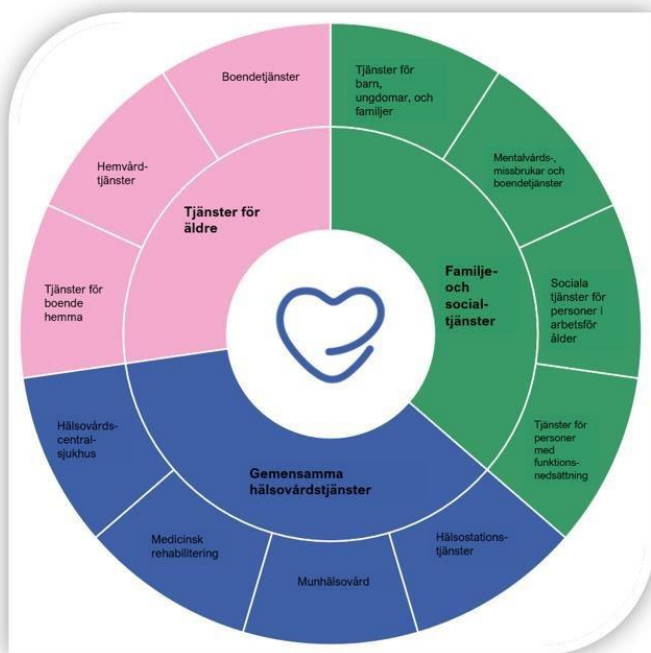 Boendetjänster
Tjänster för
barn,
ungdomar, och
familjer
Hemvård-
tjänster
Mentalvårds-,
missbrukar och
boendetjänster
Tjänster för
äldre
Familje-
och
social-
tjänster
Tjänster för
boende
hemma
Sociala
tjänster för
personer i
arbetsför
ålder
Hälsovårds-
central-
sjukhus
Tjänster för
personer
med
funktions-
nedsättning
Gemensamma
hälsovårdstjänster
Medicinsk
rehabilitering
Hälsostations-
tjänster
Munhälsovård